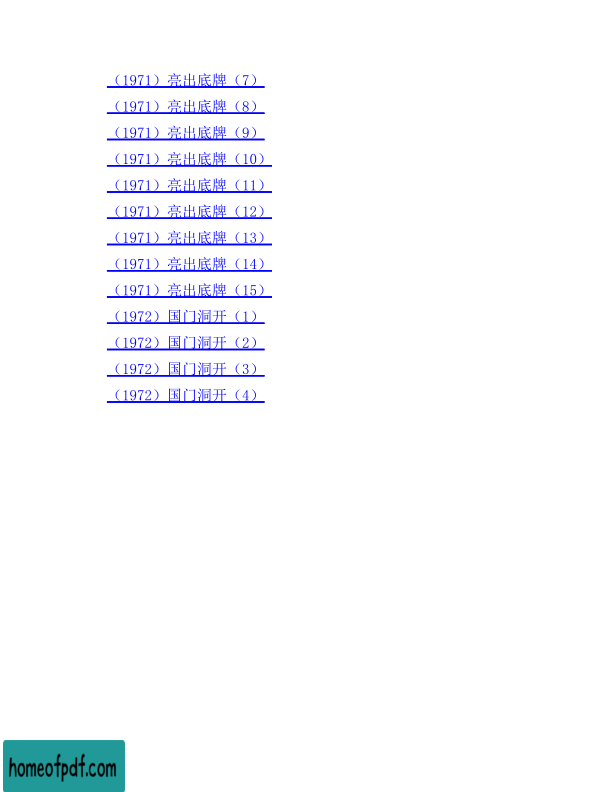 （1971）亮出底牌（7）
（1971）亮出底牌（8）
（1971）亮出底牌（9）
（1971）亮出底牌（10）
（1971）亮出底牌（11）
（1971）亮出底牌（12）
（1971）亮出底牌（13）
（1971）亮出底牌（14）
（1971）亮出底牌（15）
（1972）国门洞开（1）
（1972）国门洞开（2）
（1972）国门洞开（3）
（1972）国门洞开（4）
homeofpdf.com